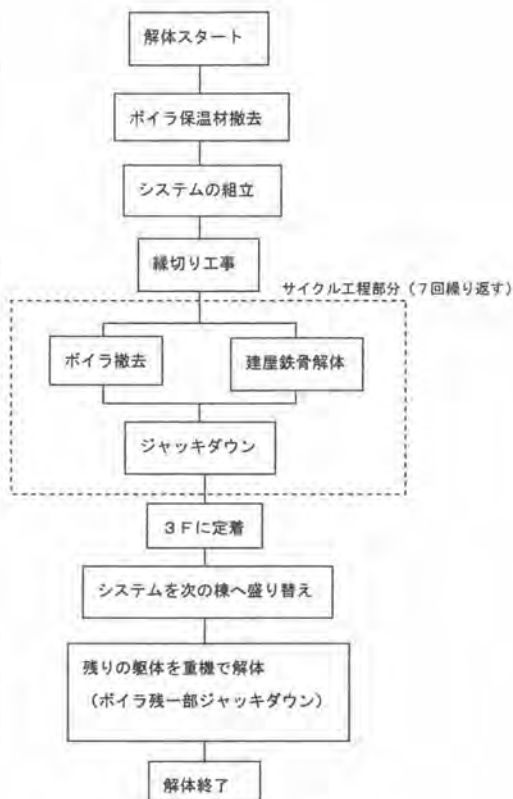 解体スタート
ボイラ保温材撤去
システムの組立
縁切り工事
サイクル工程部分（7回繰り返す）
ボイラ撤去
建屋鉄骨解体
ジャッキダウン
3Fに定着
システムを次の棟へ盛り替え
残りの躯体を重機で解体
（ボイラ残一部ジャッキダウン）
解体終了